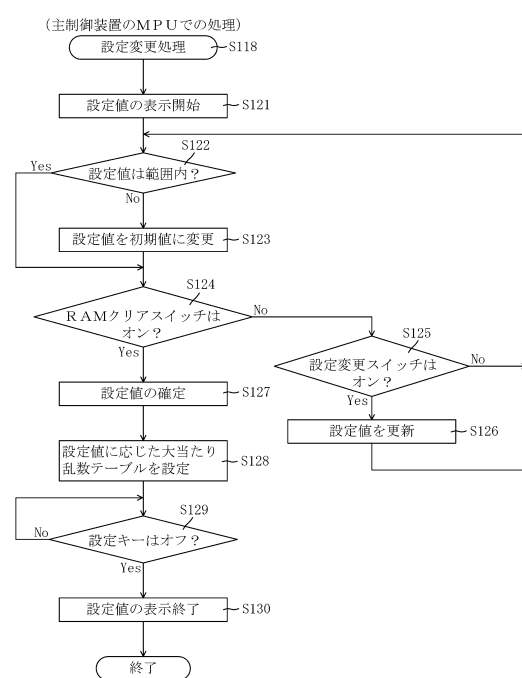 (主制御装置のMPUでの処理)
設定変更処理 S118
設定値の表示開始 S121
S122
Yes
設定値は範囲内?
No
設定値を初期値に変更 S123
S124
RAMクリアスイッチは
オン?
No
Yes
S125
設定変更スイッチは
オン?
No
Yes
設定値を更新 S126
設定値の確定 S127
設定値に応じた大当たり
乱数テーブルを設定
S128
S129
設定キーはオフ?
No
Yes
設定値の表示終了 S130
終了